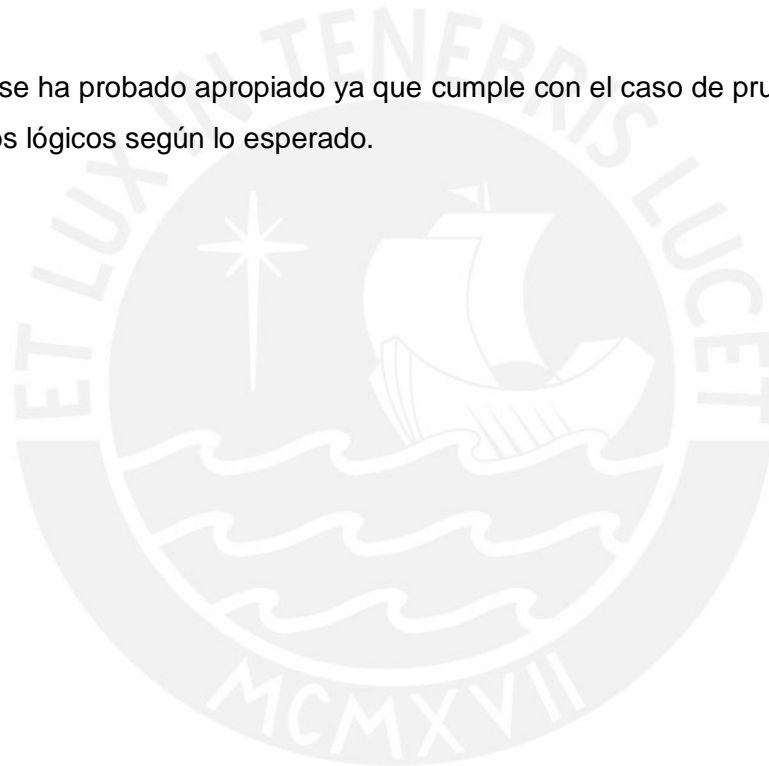 se ha probado apropiado ya que cumple con el caso de
os lógicos según lo esperado.
ET LUX IN TENEBRIS LUCET
MCMXVII